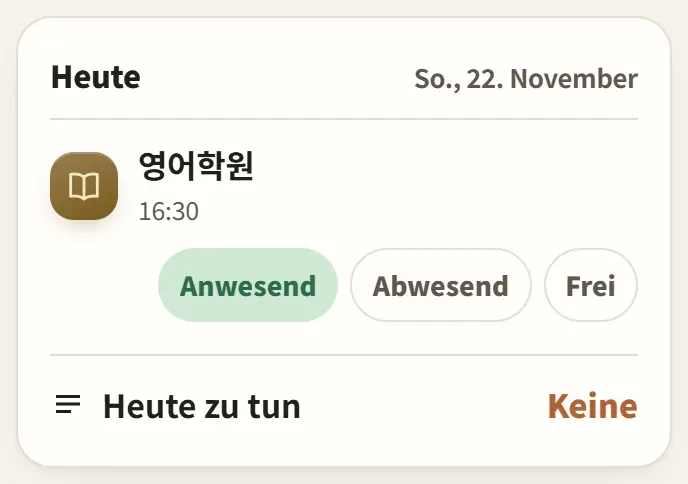 Heute
So., 22. November
영어학원
16:30
Anwesend
Abwesend
Frei
Heute zu tun
Keine